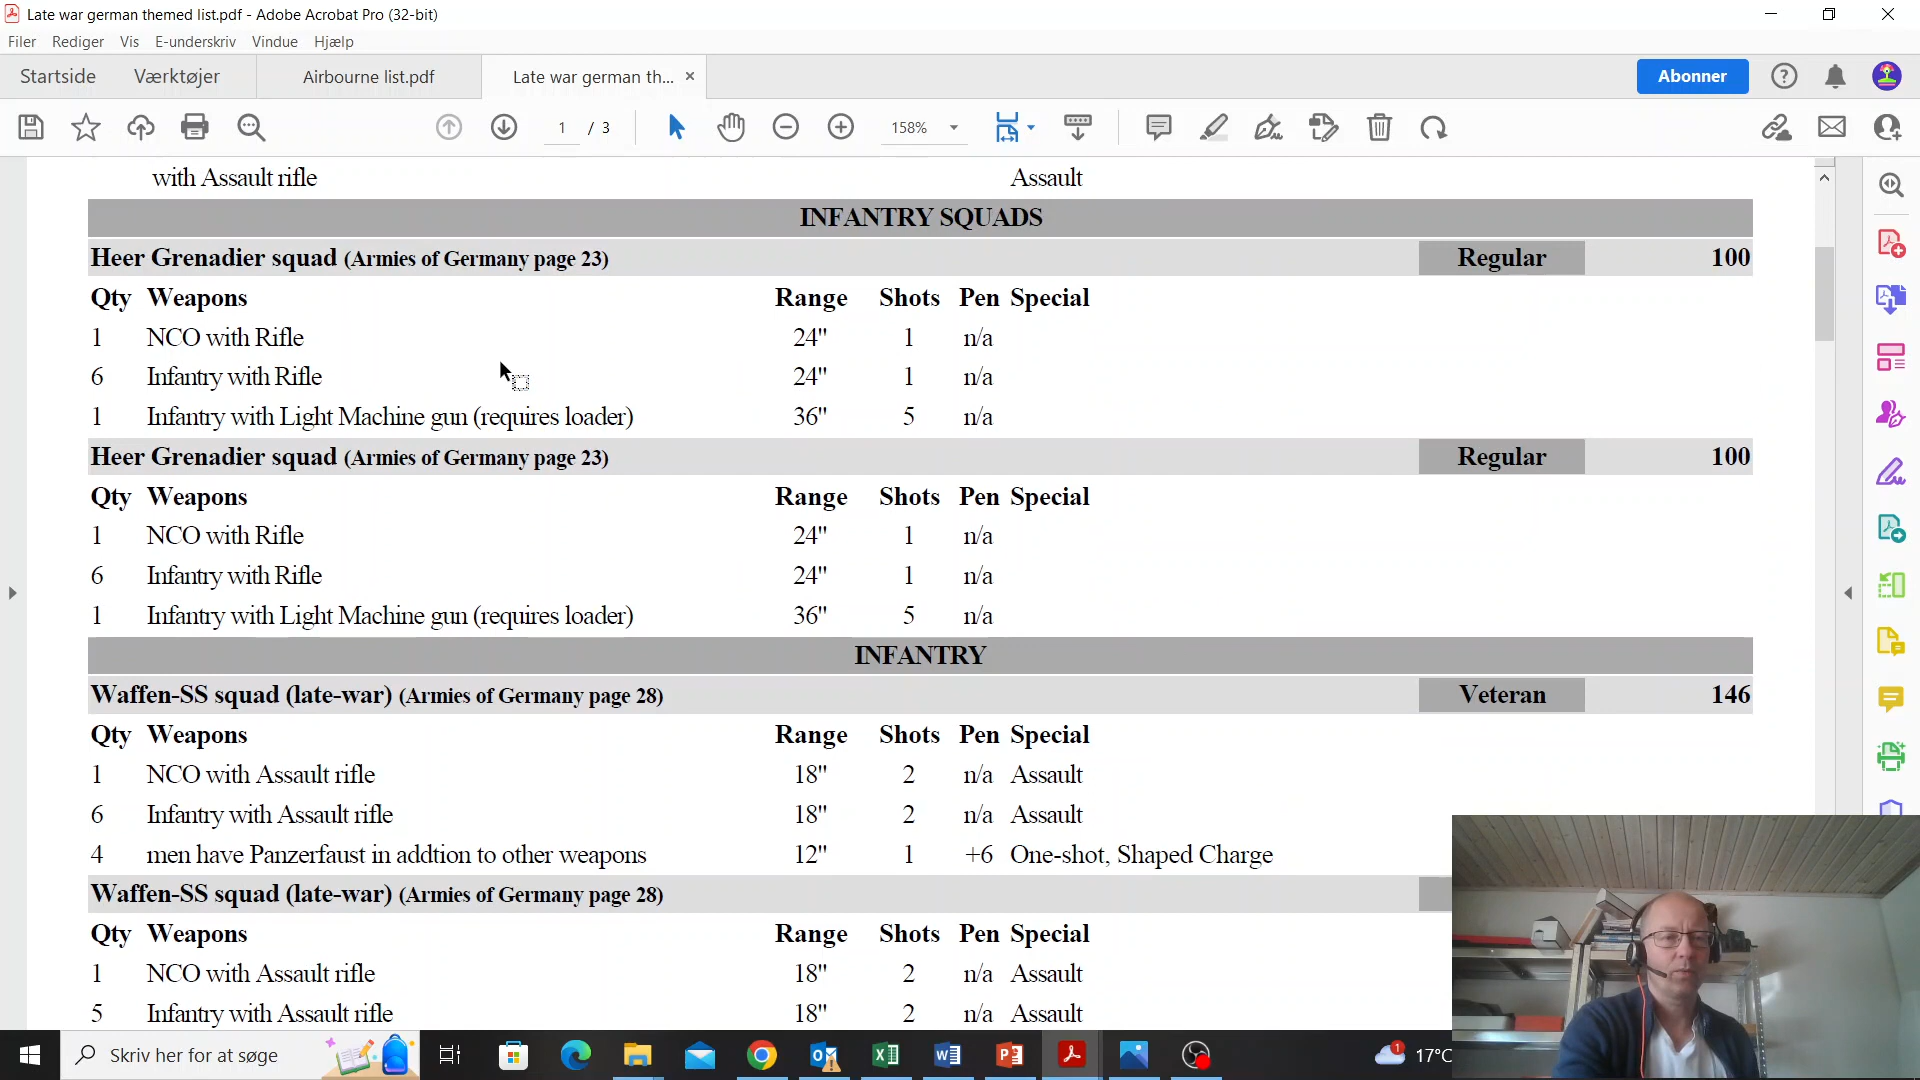 Late war german themed list.pdf - Adobe Acrobat Pro (32-bit)
Filer Rediger Vis E-underskriv Vindue Hjælp
Startside Værktøjer Airbourne list.pdf Late war german th... × Abonner
1 / 3 158%
with Assault rifle Assault
INFANTRY SQUADS
Heer Grenadier squad (Armies of Germany page 23) Regular 100
Qty Weapons Range Shots Pen Special
1 NCO with Rifle 24" 1 n/a
6 Infantry with Rifle 24" 1 n/a
1 Infantry with Light Machine gun (requires loader) 36" 5 n/a
Heer Grenadier squad (Armies of Germany page 23) Regular 100
Qty Weapons Range Shots Pen Special
1 NCO with Rifle 24" 1 n/a
6 Infantry with Rifle 24" 1 n/a
1 Infantry with Light Machine gun (requires loader) 36" 5 n/a
INFANTRY
Waffen-SS squad (late-war) (Armies of Germany page 28) Veteran 146
Qty Weapons Range Shots Pen Special
1 NCO with Assault rifle 18" 2 n/a Assault
6 Infantry with Assault rifle 18" 2 n/a Assault
4 men have Panzerfaust in addtion to other weapons 12" 1 +6 One-shot, Shaped Charge
Waffen-SS squad (late-war) (Armies of Germany page 28)
Qty Weapons Range Shots Pen Special
1 NCO with Assault rifle 18" 2 n/a Assault
5 Infantry with Assault rifle 18" 2 n/a Assault
Skriv her for at søge 1 17°C